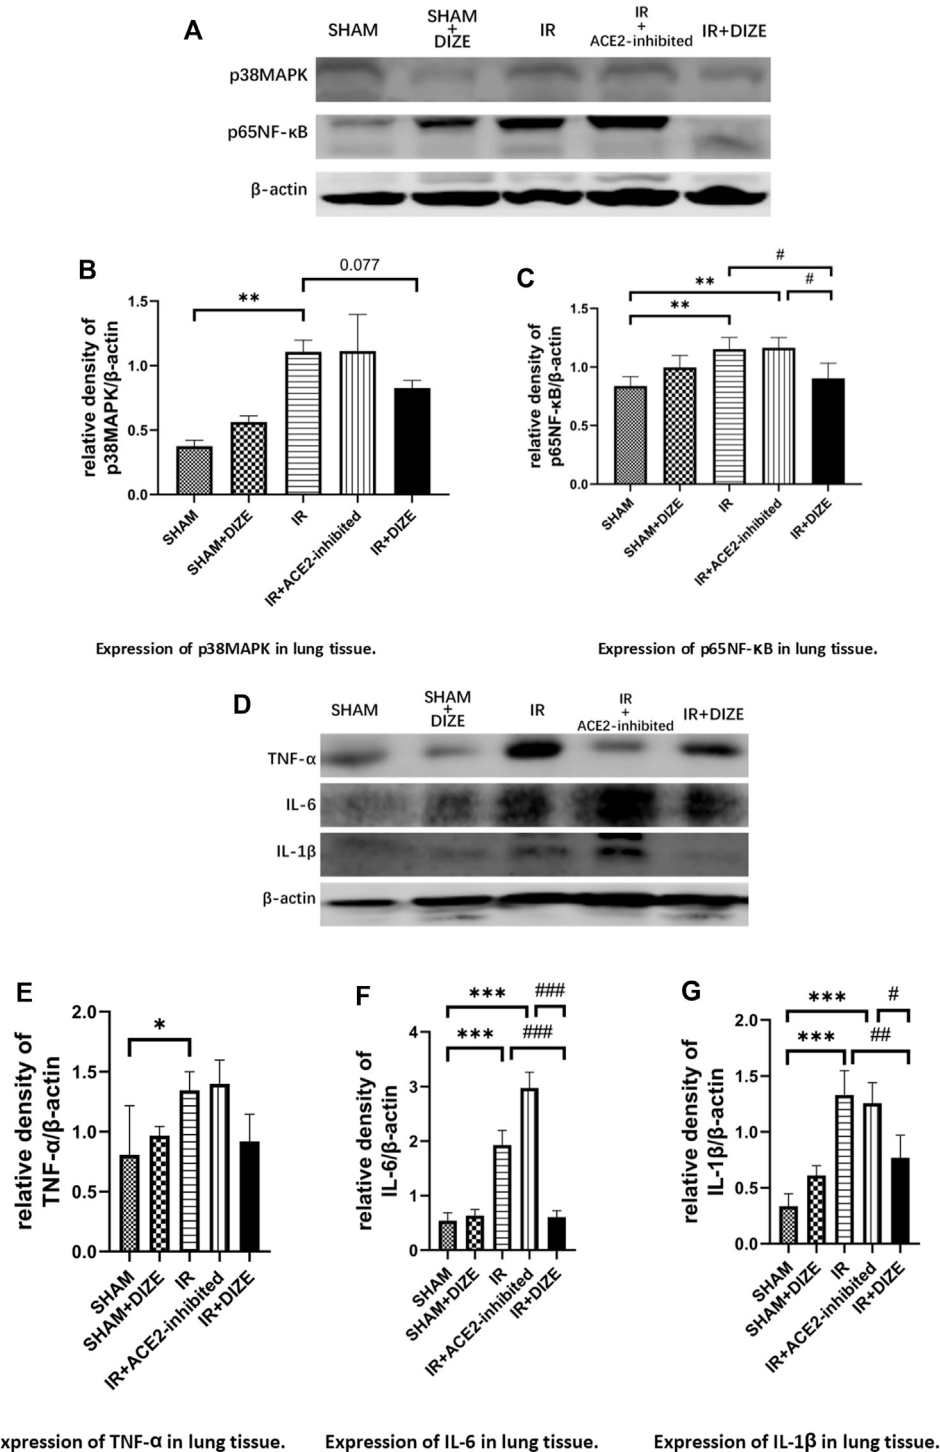 A
SHAM
SHAM
+
DIZE
IR
IR
+
ACE2-inhibited
IR+DIZE
p38MAPK
p65NF-κB
β-actin
B
0.077
**
relative density of
p38MAPK/β-actin
1.5
1.0
0.5
0.0
SHAM
SHAM+DIZE
IR
IR+ACE2-inhibited
IR+DIZE
Expression of p38MAPK in lung tissue.
C
#
**
#
**
relative density of
p65NF-κB/β-actin
1.5
1.0
0.5
0.0
SHAM
SHAM+DIZE
IR
IR+ACE2-inhibited
IR+DIZE
Expression of p65NF-κB in lung tissue.
D
SHAM
SHAM
+
DIZE
IR
IR
+
ACE2-inhibited
IR+DIZE
TNF-α
IL-6
IL-1β
β-actin
E
*
relative density of
TNF-α/β-actin
2.0
1.5
1.0
0.5
0.0
SHAM
SHAM+DIZE
IR
IR+ACE2-inhibited
IR+DIZE
xpression of TNF-α in lung tissue.
F
***
###
***
###
relative density of
IL-6/β-actin
4
3
2
1
0
SHAM
SHAM+DIZE
IR
IR+ACE2-inhibited
IR+DIZE
Expression of IL-6 in lung tissue.
G
***
#
***
##
relative density of
IL-1β/β-actin
2.0
1.5
1.0
0.5
0.0
SHAM
SHAM+DIZE
IR
IR+ACE2-inhibited
IR+DIZE
Expression of IL-1β in lung tissue.